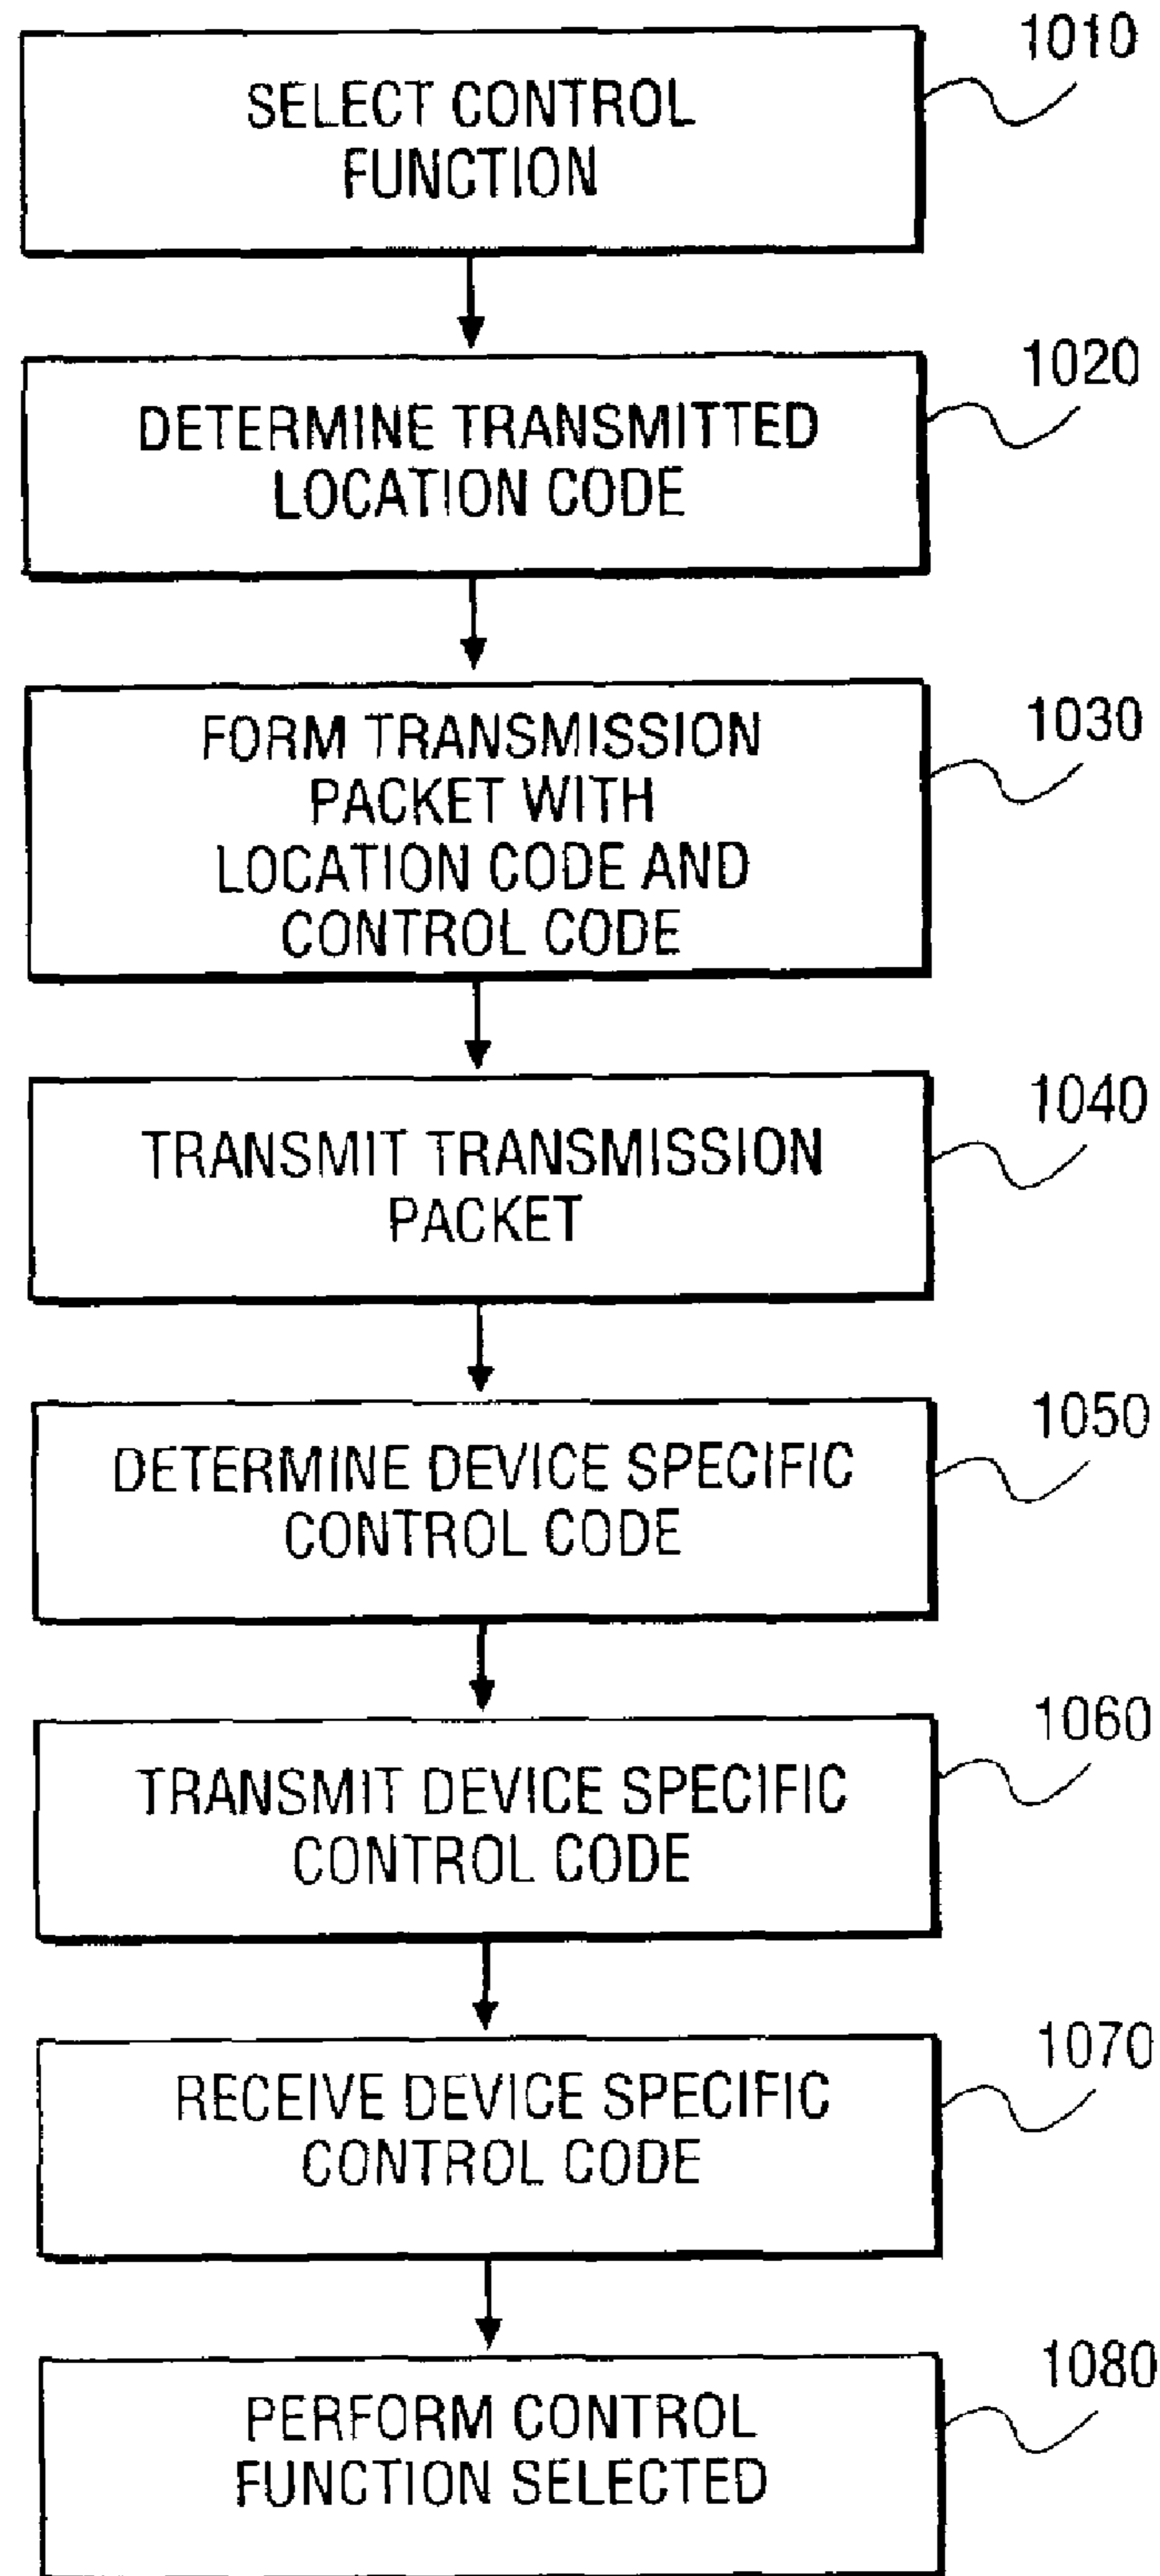 1010
SELECT CONTROL
FUNCTION
1020
DETERMINE TRANSMITTED
LOCATION CODE
1030
FORM TRANSMISSION
PACKET WITH
LOCATION CODE AND
CONTROL CODE
1040
TRANSMIT TRANSMISSION
PACKET
1050
DETERMINE DEVICE SPECIFIC
CONTROL CODE
1060
TRANSMIT DEVICE SPECIFIC
CONTROL CODE
1070
RECEIVE DEVICE SPECIFIC
CONTROL CODE
1080
PERFORM CONTROL
FUNCTION SELECTED